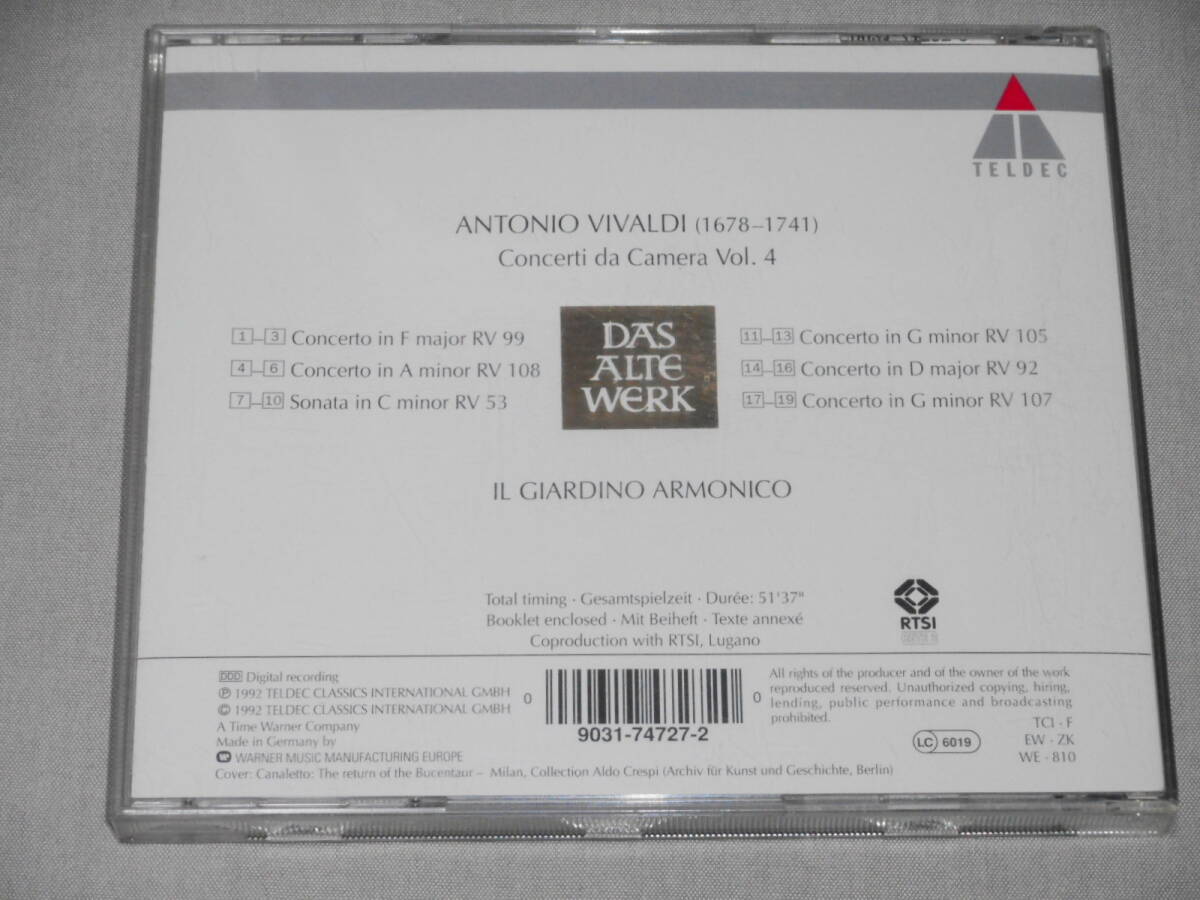 TELDEC
ANTONIO VIVALDI (1678–1741)
Concerti da Camera Vol. 4
1–3 Concerto in F major RV 99
4–6 Concerto in A minor RV 108
7–10 Sonata in C minor RV 53
DAS
ALTE
WERK
11–13 Concerto in G minor RV 105
14–16 Concerto in D major RV 92
17–19 Concerto in G minor RV 107
IL GIARDINO ARMONICO
Total timing · Gesamtspielzeit · Durée: 51'37"
Booklet enclosed · Mit Beiheft · Texte annexé
Coproduction with RTSI, Lugano
RTSI
DDD Digital recording
℗ 1992 TELDEC CLASSICS INTERNATIONAL GMBH
© 1992 TELDEC CLASSICS INTERNATIONAL GMBH
A Time Warner Company
Made in Germany by
WARNER MUSIC MANUFACTURING EUROPE
Cover: Canaletto: The return of the Bucentaur – Milan, Collection Aldo Crespi (Archiv für Kunst und Geschichte, Berlin)
0 0
9031-74727-2
All rights of the producer and of the owner of the work
reproduced reserved. Unauthorized copying, hiring,
lending, public performance and broadcasting
prohibited.
LC 6019
TC1 · F
EW · ZK
WE · 810